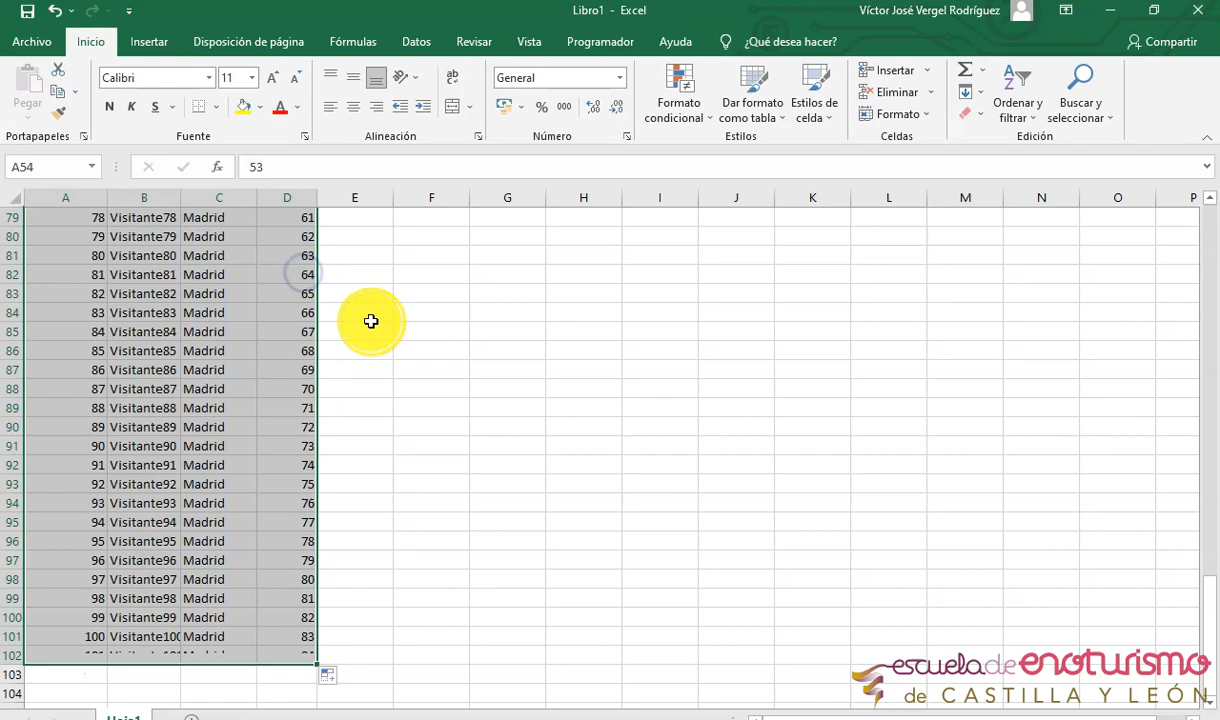 Libro1 - Excel
Víctor José Vergel Rodríguez
Archivo Inicio Insertar Disposición de página Fórmulas Datos Revisar Vista Programador Ayuda ¿Qué desea hacer? Compartir
Pegar
Calibri 11
N K S
General
% 000
Formato condicional
Dar formato como tabla
Estilos de celda
Insertar
Eliminar
Formato
Ordenar y filtrar
Buscar y seleccionar
Portapapeles Fuente Alineación Número Estilos Celdas Edición
A54 fx 53
A B C D E F G H I J K L M N O P
79 78 Visitante78 Madrid 61
80 79 Visitante79 Madrid 62
81 80 Visitante80 Madrid 63
82 81 Visitante81 Madrid 64
83 82 Visitante82 Madrid 65
84 83 Visitante83 Madrid 66
85 84 Visitante84 Madrid 67
86 85 Visitante85 Madrid 68
87 86 Visitante86 Madrid 69
88 87 Visitante87 Madrid 70
89 88 Visitante88 Madrid 71
90 89 Visitante89 Madrid 72
91 90 Visitante90 Madrid 73
92 91 Visitante91 Madrid 74
93 92 Visitante92 Madrid 75
94 93 Visitante93 Madrid 76
95 94 Visitante94 Madrid 77
96 95 Visitante95 Madrid 78
97 96 Visitante96 Madrid 79
98 97 Visitante97 Madrid 80
99 98 Visitante98 Madrid 81
100 99 Visitante99 Madrid 82
101 100 Visitante100 Madrid 83
102
103
104
Hoja1
escuela de enoturismo
de CASTILLA Y LEÓN